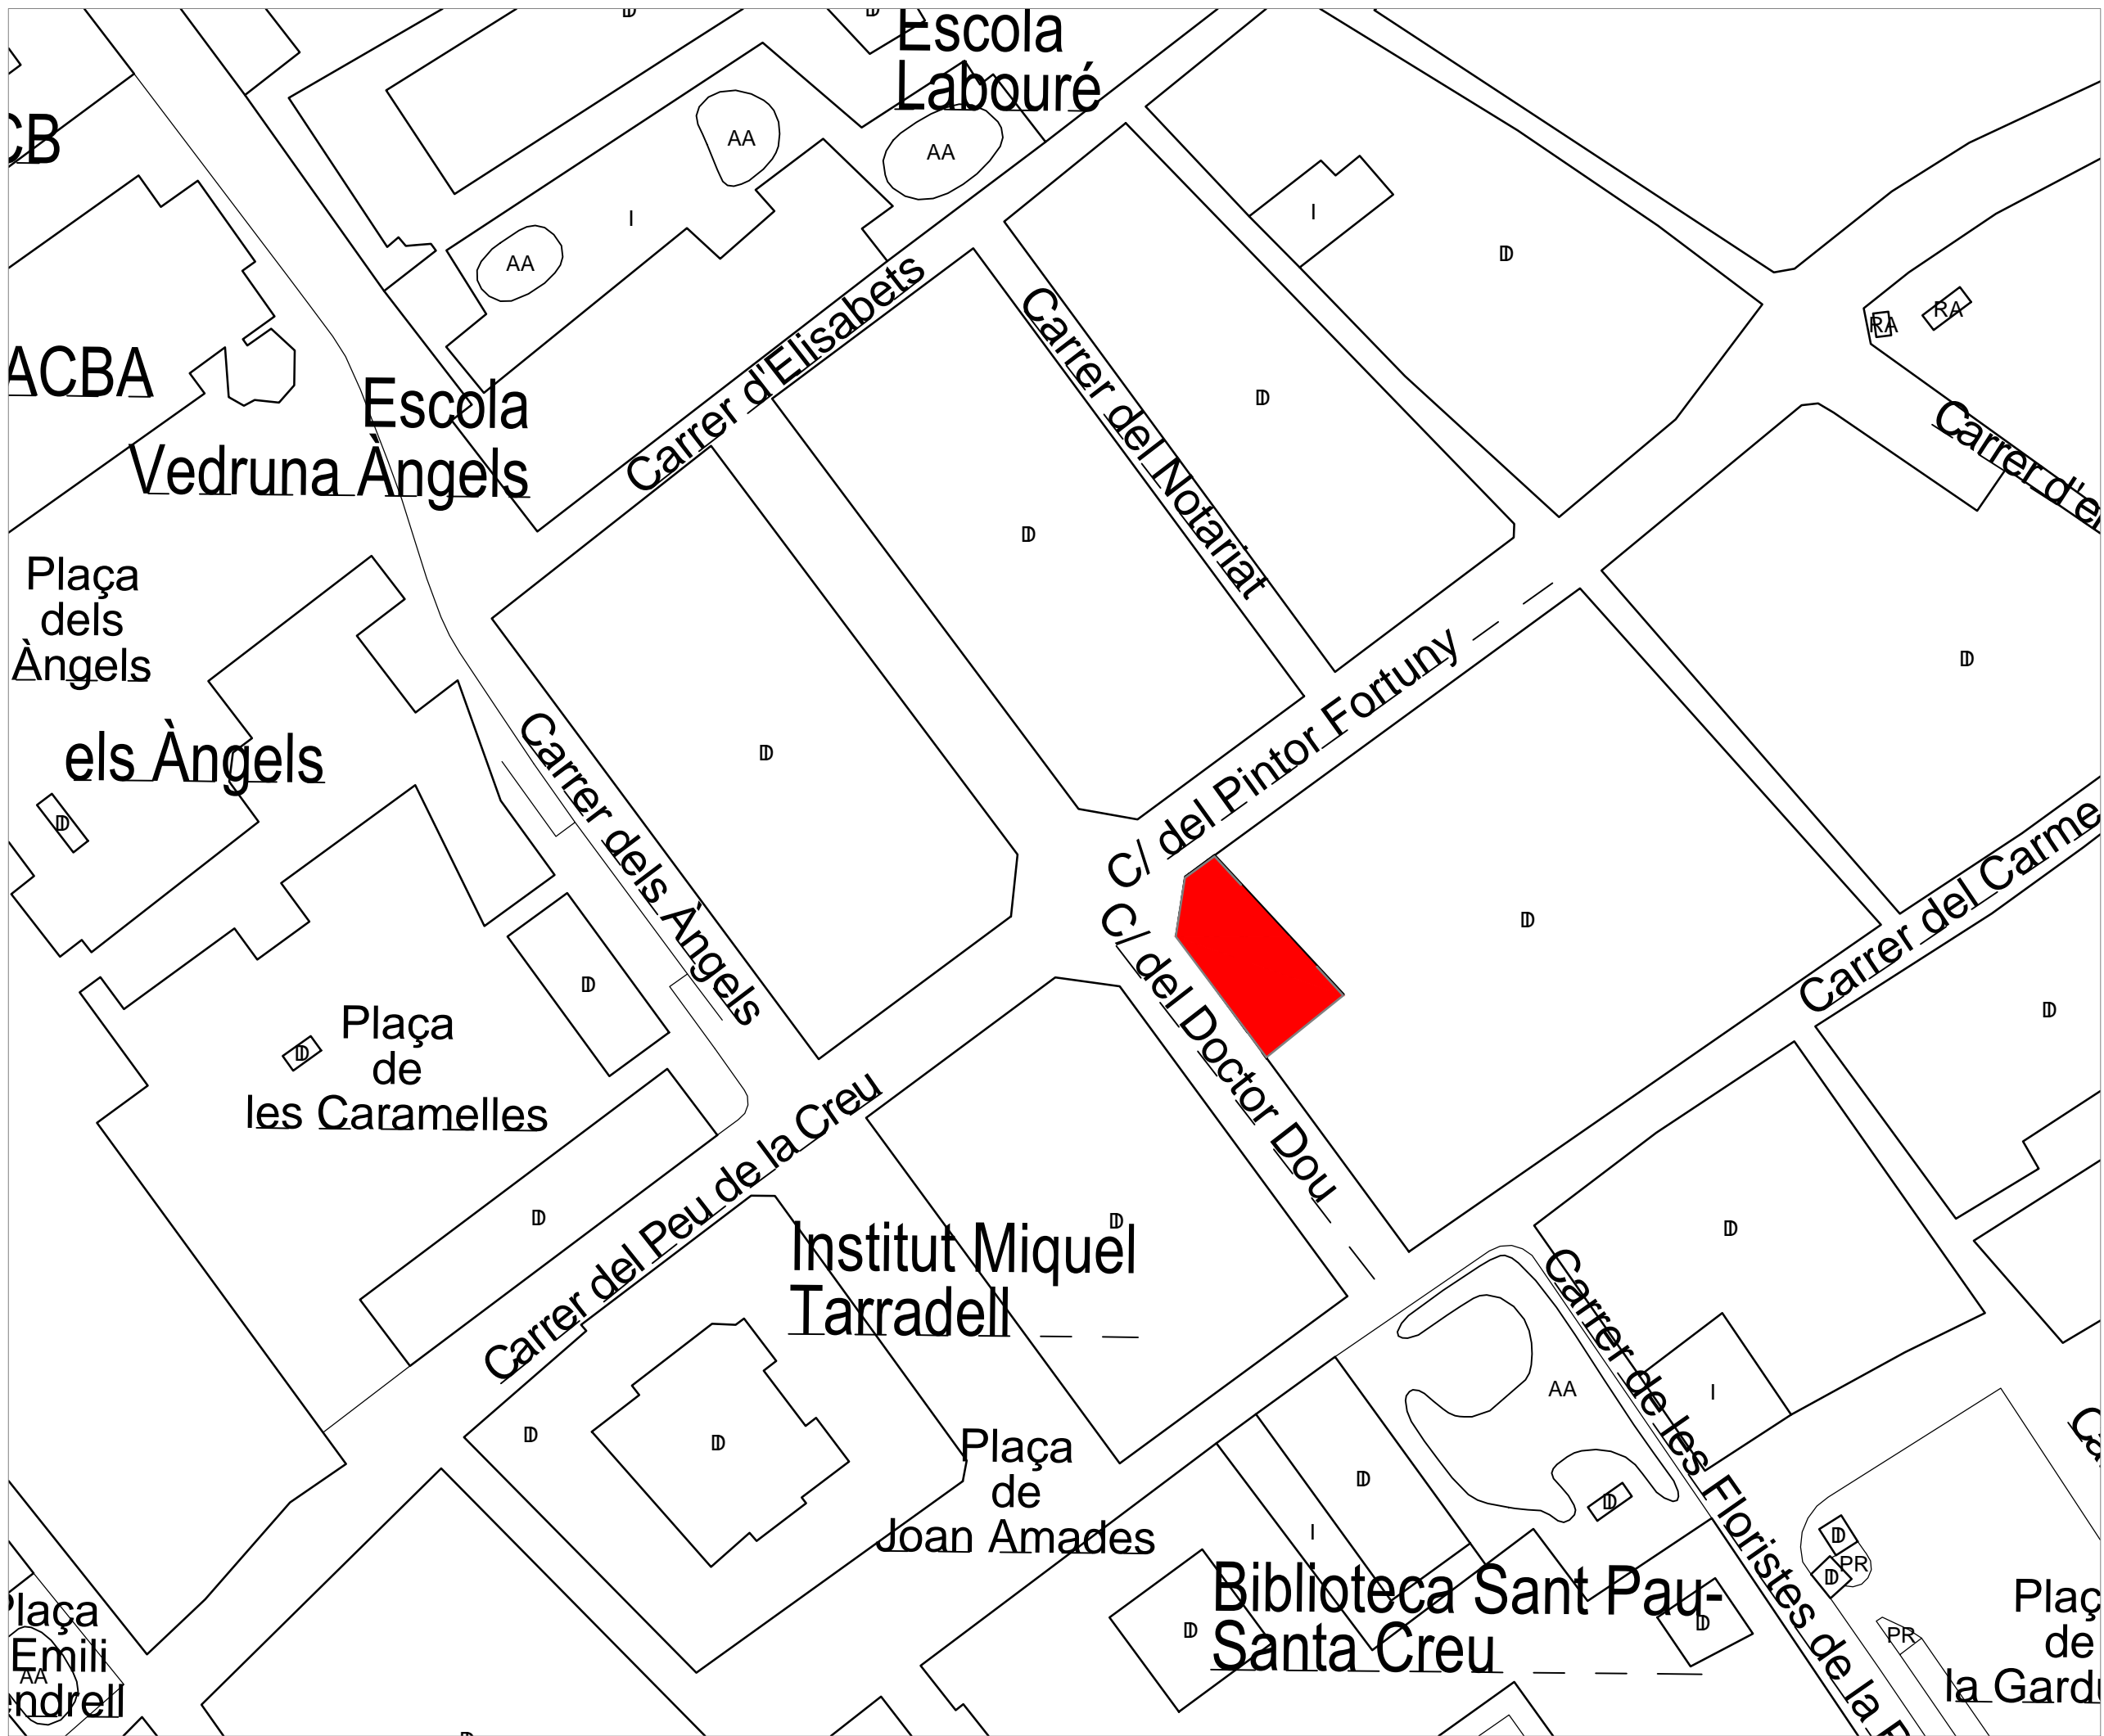 D
D
Escola
Labouré
AA
AA
CB
I
I
AA
D
Carrer d'Elisabets
RA
RA
Carrer del Notariat
ACBA
Escola
D
Vedruna Àngels
D
Plaça
dels
Àngels
D
C/ del Pintor Fortuny
els Àngels
D
D
Carrer dels Àngels
Carrer del Carme
D
C/ del Doctor Dou
D
D
Plaça
de
les Caramelles
D
Carrer del Peu de la Creu
D
D
D
Institut Miquel
Tarradell
AA
I
Carrer de les Floristes de la
D
D
Plaça
de
Joan Amades
D
D
I
D
PR
D
Biblioteca Sant Pau-
Santa Creu
D
D
PR
Emili
AA
de
D